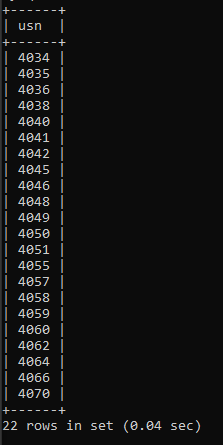 +------+
| usn  |
+------+
| 4034 |
| 4035 |
| 4036 |
| 4038 |
| 4040 |
| 4041 |
| 4042 |
| 4045 |
| 4046 |
| 4048 |
| 4049 |
| 4050 |
| 4051 |
| 4055 |
| 4057 |
| 4058 |
| 4059 |
| 4060 |
| 4062 |
| 4064 |
| 4066 |
| 4070 |
+------+
22 rows in set (0.04 sec)